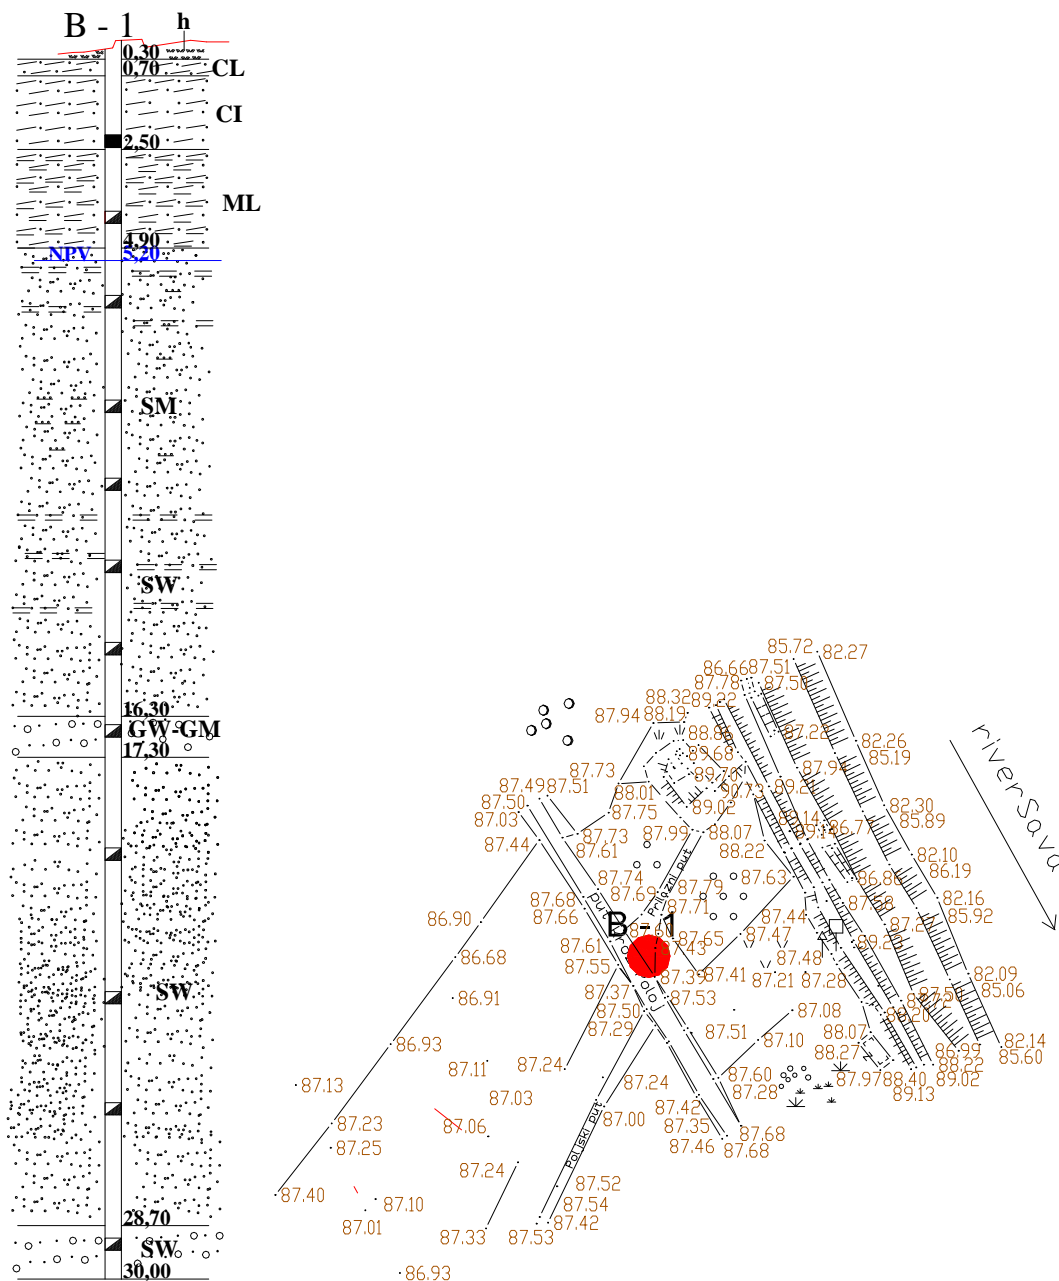 B - 1
h
0,30
0,70
CL
CI
2,50
ML
4,90
NPV 5,20
SM
SW
16,30
GW-GM
17,30
SW
28,70
SW
30,00
85.72 82.27
86.66 87.51
87.78 87.50
88.32 89.22
87.94 88.19
88.86 87.22
82.26
89.68 85.19
87.73 89.70 87.94
87.49 87.51 88.01 90.73 89.21
87.50 87.75 89.02 82.30
87.03 85.89
87.73 87.99 88.07 86.77
87.44 87.61 88.22 82.10
86.19
87.74 87.63 86.86
87.68 87.69 87.79 82.16
87.66 87.71 85.92
put
Prilazni put
86.90 87.44
B - 1
87.61 87.65 87.47 89.23
86.68 87.43
87.55 87.48
87.39 87.41 87.21 87.28 82.09
86.91 87.37 87.53 85.06
87.50 87.08 88.20
87.29 87.51 87.10 88.07 82.14
86.93 88.27 86.99 85.60
87.11 87.24 88.22
87.13 87.24 87.60 87.97 88.40 89.02
87.03 87.28 89.13
87.23 87.06 87.00 87.42
87.25 87.35 87.68
87.46 87.68
Poljski put
87.24
87.40 87.52
87.10 87.54
87.01 87.33 87.53 87.42
86.93
river Sava